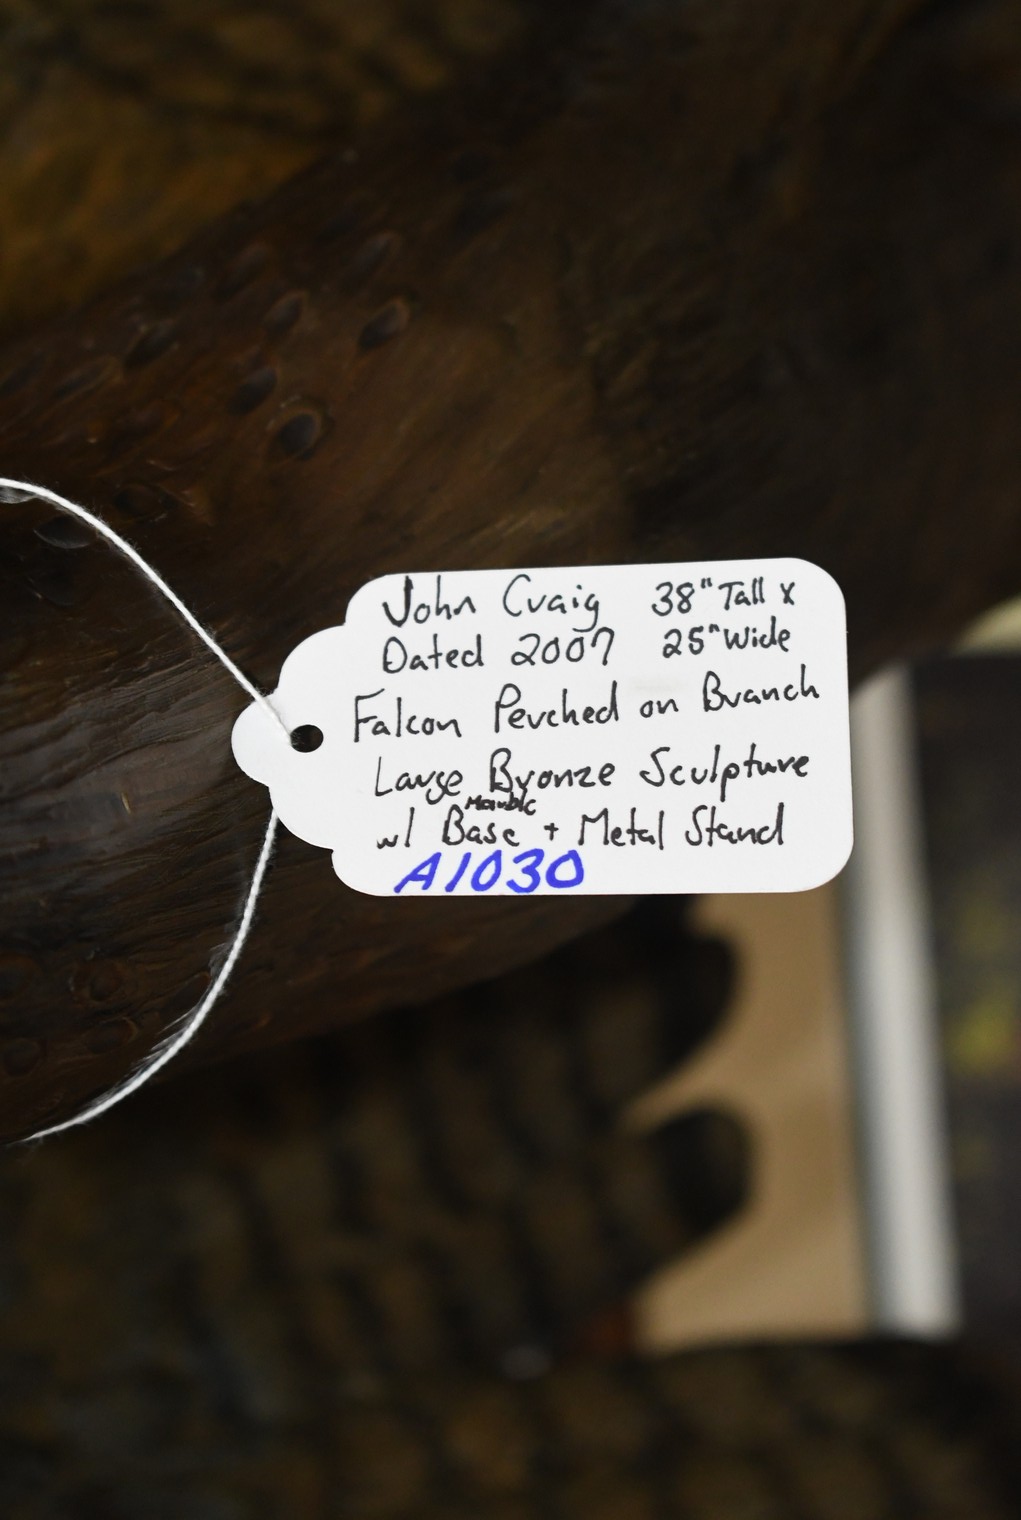 John Craig 38" Tall x
Dated 2007 25" Wide
Falcon Perched on Branch
Large Bronze Sculpture
w/ Marble Base + Metal Stand
A1030